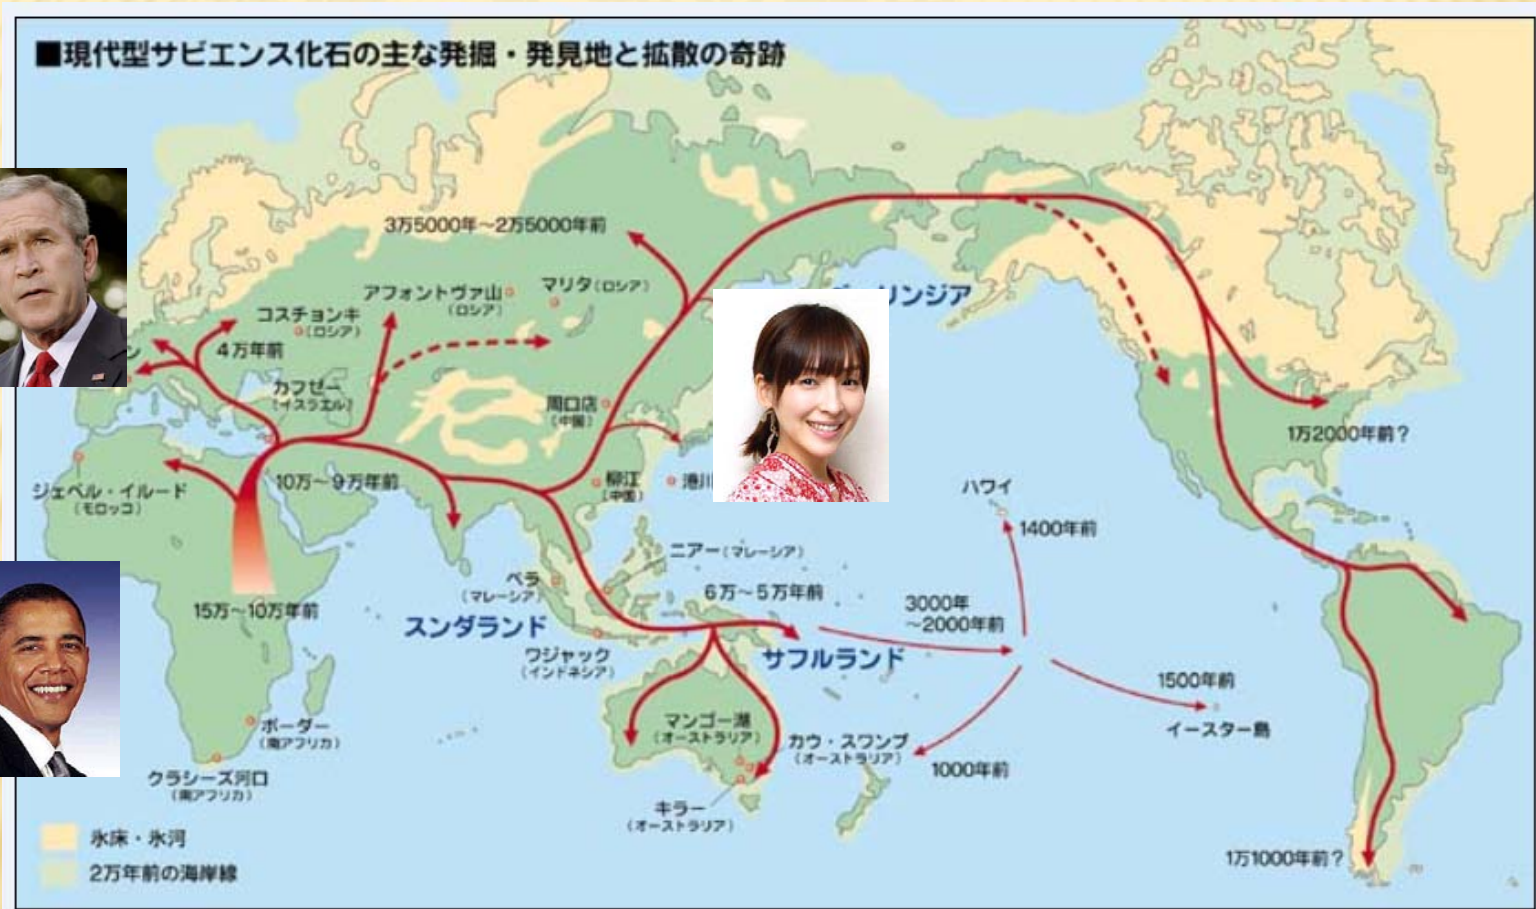 ■現代型サピエンス化石の主な発掘・発見地と拡散の奇跡
3万5000年～2万5000年前
アフォントヴァ山
(ロシア)
マリタ(ロシア)
リンジア
コスチョンキ
(ロシア)
ン
4万年前
カフゼー
(イスラエル)
周口店
(中国)
1万2000年前?
10万～9万年前
柳江
(中国)
港川
ハワイ
ジェベル・イルード
(モロッコ)
1400年前
ニアー(マレーシア)
ペラ
(マレーシア)
6万～5万年前
15万～10万年前
3000年
～2000年前
スンダランド
ワジャック
(インドネシア)
サフルランド
1500年前
イースター島
ボーダー
(南アフリカ)
マンゴー湖
(オーストラリア)
カウ・スワンプ
(オーストラリア)
1000年前
クラシーズ河口
(南アフリカ)
キラー
(オーストラリア)
氷床・氷河
2万年前の海岸線
1万1000年前?